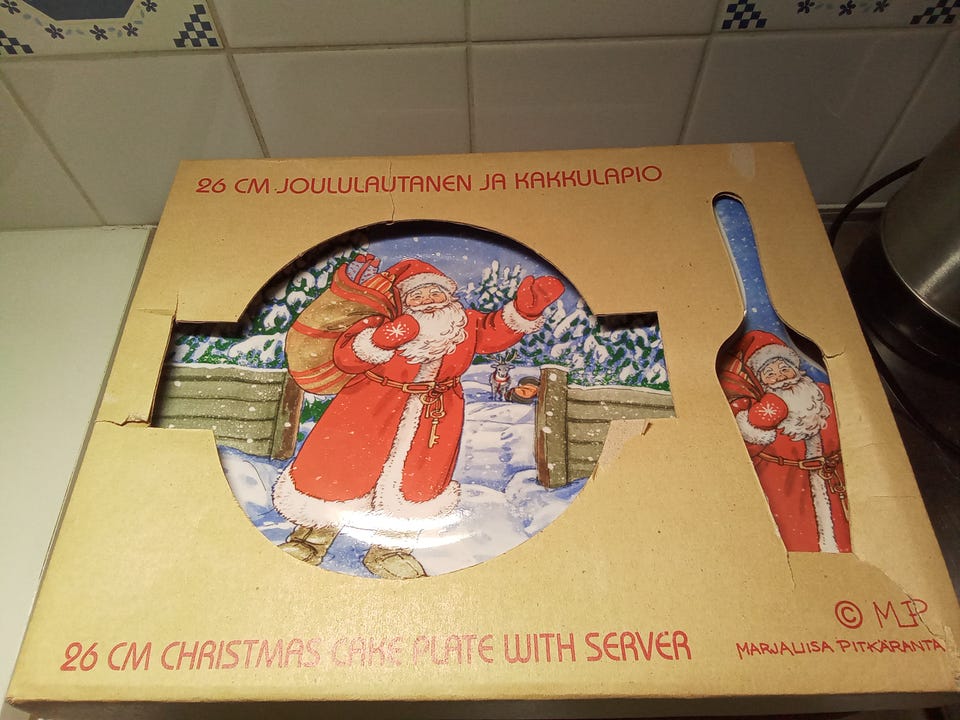 26 CM JOULULAUTANEN JA KAKKULAPIO
26 CM CHRISTMAS CAKE PLATE WITH SERVER
© MLP
MARJALIISA PITKÄRANTA